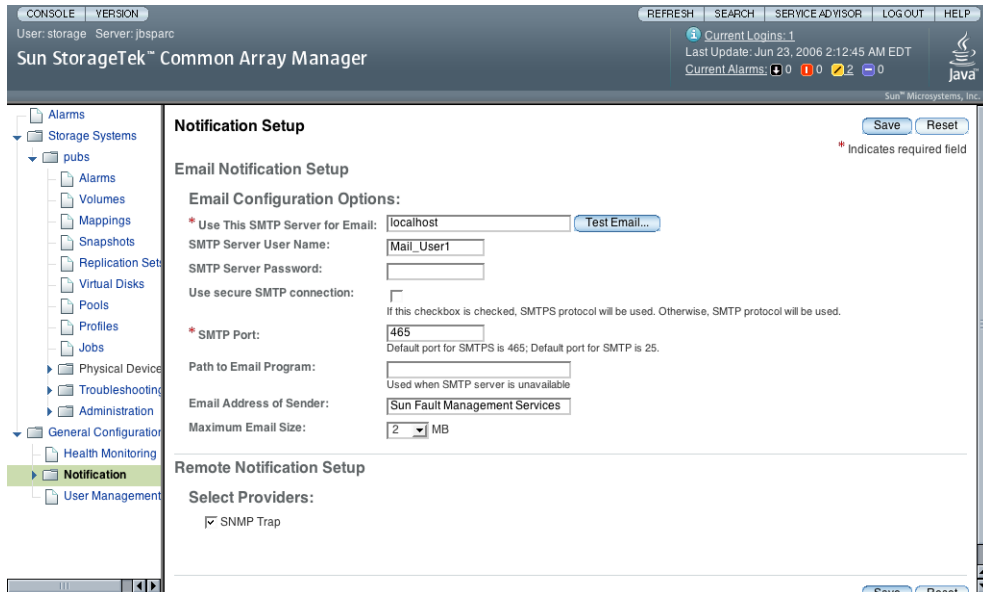 CONSOLE VERSION REFRESH SEARCH SERVICE ADVISOR LOG OUT HELP
User: storage Server: jbsparc
Current Logins: 1
Sun StorageTek™ Common Array Manager
Last Update: Jun 23, 2006 2:12:45 AM EDT
Current Alarms: 0 0 2 0
Java™
Sun™ Microsystems, Inc.
Alarms
Storage Systems
pubs
Alarms
Volumes
Mappings
Snapshots
Replication Sets
Virtual Disks
Pools
Profiles
Jobs
Physical Device
Troubleshooting
Administration
General Configuration
Health Monitoring
Notification
User Management
Notification Setup
Save Reset
* Indicates required field
Email Notification Setup
Email Configuration Options:
* Use This SMTP Server for Email: localhost Test Email...
SMTP Server User Name: Mail_User1
SMTP Server Password:
Use secure SMTP connection:
If this checkbox is checked, SMTPS protocol will be used. Otherwise, SMTP protocol will be used.
* SMTP Port: 465
Default port for SMTPS is 465; Default port for SMTP is 25.
Path to Email Program:
Used when SMTP server is unavailable
Email Address of Sender: Sun Fault Management Services
Maximum Email Size: 2 MB
Remote Notification Setup
Select Providers:
SNMP Trap
Save Reset